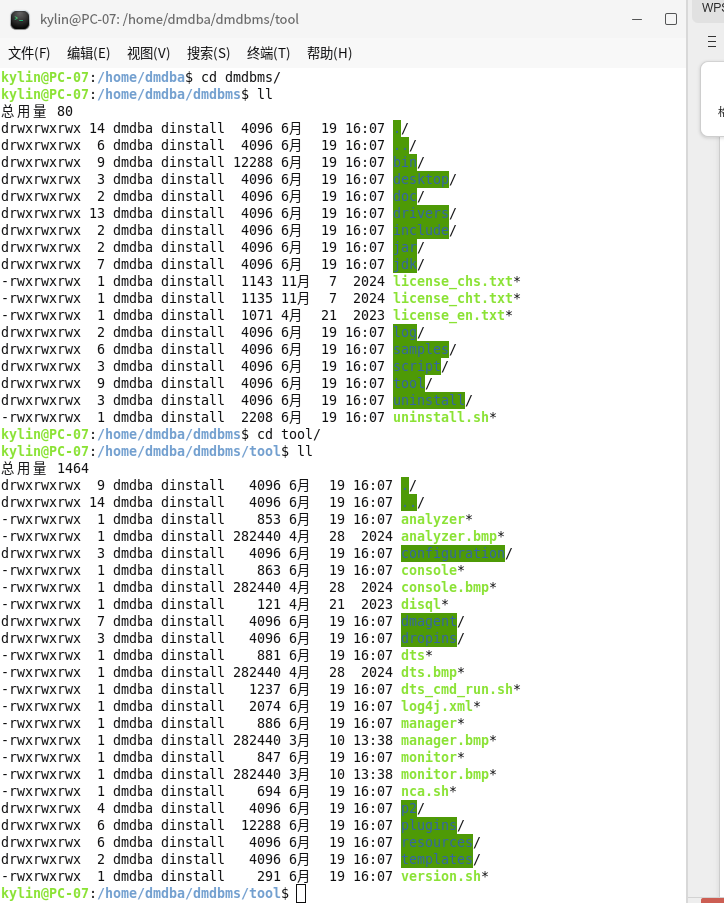 kylin@PC-07: /home/dmdba/dmdbms/tool
WPS
文件(F) 编辑(E) 视图(V) 搜索(S) 终端(T) 帮助(H)
kylin@PC-07:/home/dmdba$ cd dmdbms/
kylin@PC-07:/home/dmdba/dmdbms$ ll
总用量 80
drwxrwxrwx 14 dmdba dinstall  4096 6月  19 16:07 ./
drwxrwxrwx  6 dmdba dinstall  4096 6月  19 16:07 ../
drwxrwxrwx  9 dmdba dinstall 12288 6月  19 16:07 bin/
drwxrwxrwx  3 dmdba dinstall  4096 6月  19 16:07 desktop/
drwxrwxrwx  2 dmdba dinstall  4096 6月  19 16:07 doc/
drwxrwxrwx 13 dmdba dinstall  4096 6月  19 16:07 drivers/
drwxrwxrwx  2 dmdba dinstall  4096 6月  19 16:07 include/
drwxrwxrwx  2 dmdba dinstall  4096 6月  19 16:07 jar/
drwxrwxrwx  7 dmdba dinstall  4096 6月  19 16:07 jdk/
-rwxrwxrwx  1 dmdba dinstall  1143 11月  7  2024 license_chs.txt*
-rwxrwxrwx  1 dmdba dinstall  1135 11月  7  2024 license_cht.txt*
-rwxrwxrwx  1 dmdba dinstall  1071 4月  21  2023 license_en.txt*
drwxrwxrwx  2 dmdba dinstall  4096 6月  19 16:07 log/
drwxrwxrwx  6 dmdba dinstall  4096 6月  19 16:07 samples/
drwxrwxrwx  3 dmdba dinstall  4096 6月  19 16:07 script/
drwxrwxrwx  9 dmdba dinstall  4096 6月  19 16:07 tool/
drwxrwxrwx  3 dmdba dinstall  4096 6月  19 16:07 uninstall/
-rwxrwxrwx  1 dmdba dinstall  2208 6月  19 16:07 uninstall.sh*
kylin@PC-07:/home/dmdba/dmdbms$ cd tool/
kylin@PC-07:/home/dmdba/dmdbms/tool$ ll
总用量 1464
drwxrwxrwx  9 dmdba dinstall   4096 6月  19 16:07 ./
drwxrwxrwx 14 dmdba dinstall   4096 6月  19 16:07 ../
-rwxrwxrwx  1 dmdba dinstall    853 6月  19 16:07 analyzer*
-rwxrwxrwx  1 dmdba dinstall 282440 4月  28  2024 analyzer.bmp*
drwxrwxrwx  3 dmdba dinstall   4096 6月  19 16:07 configuration/
-rwxrwxrwx  1 dmdba dinstall    863 6月  19 16:07 console*
-rwxrwxrwx  1 dmdba dinstall 282440 4月  28  2024 console.bmp*
-rwxrwxrwx  1 dmdba dinstall    121 4月  21  2023 disql*
drwxrwxrwx  7 dmdba dinstall   4096 6月  19 16:07 dmagent/
drwxrwxrwx  3 dmdba dinstall   4096 6月  19 16:07 dropins/
-rwxrwxrwx  1 dmdba dinstall    881 6月  19 16:07 dts*
-rwxrwxrwx  1 dmdba dinstall 282440 4月  28  2024 dts.bmp*
-rwxrwxrwx  1 dmdba dinstall   1237 6月  19 16:07 dts_cmd_run.sh*
-rwxrwxrwx  1 dmdba dinstall   2074 6月  19 16:07 log4j.xml*
-rwxrwxrwx  1 dmdba dinstall    886 6月  19 16:07 manager*
-rwxrwxrwx  1 dmdba dinstall 282440 3月  10 13:38 manager.bmp*
-rwxrwxrwx  1 dmdba dinstall    847 6月  19 16:07 monitor*
-rwxrwxrwx  1 dmdba dinstall 282440 3月  10 13:38 monitor.bmp*
-rwxrwxrwx  1 dmdba dinstall    694 6月  19 16:07 nca.sh*
drwxrwxrwx  4 dmdba dinstall   4096 6月  19 16:07 p2/
drwxrwxrwx  6 dmdba dinstall  12288 6月  19 16:07 plugins/
drwxrwxrwx  6 dmdba dinstall   4096 6月  19 16:07 resources/
drwxrwxrwx  2 dmdba dinstall   4096 6月  19 16:07 templates/
-rwxrwxrwx  1 dmdba dinstall    291 6月  19 16:07 version.sh*
kylin@PC-07:/home/dmdba/dmdbms/tool$